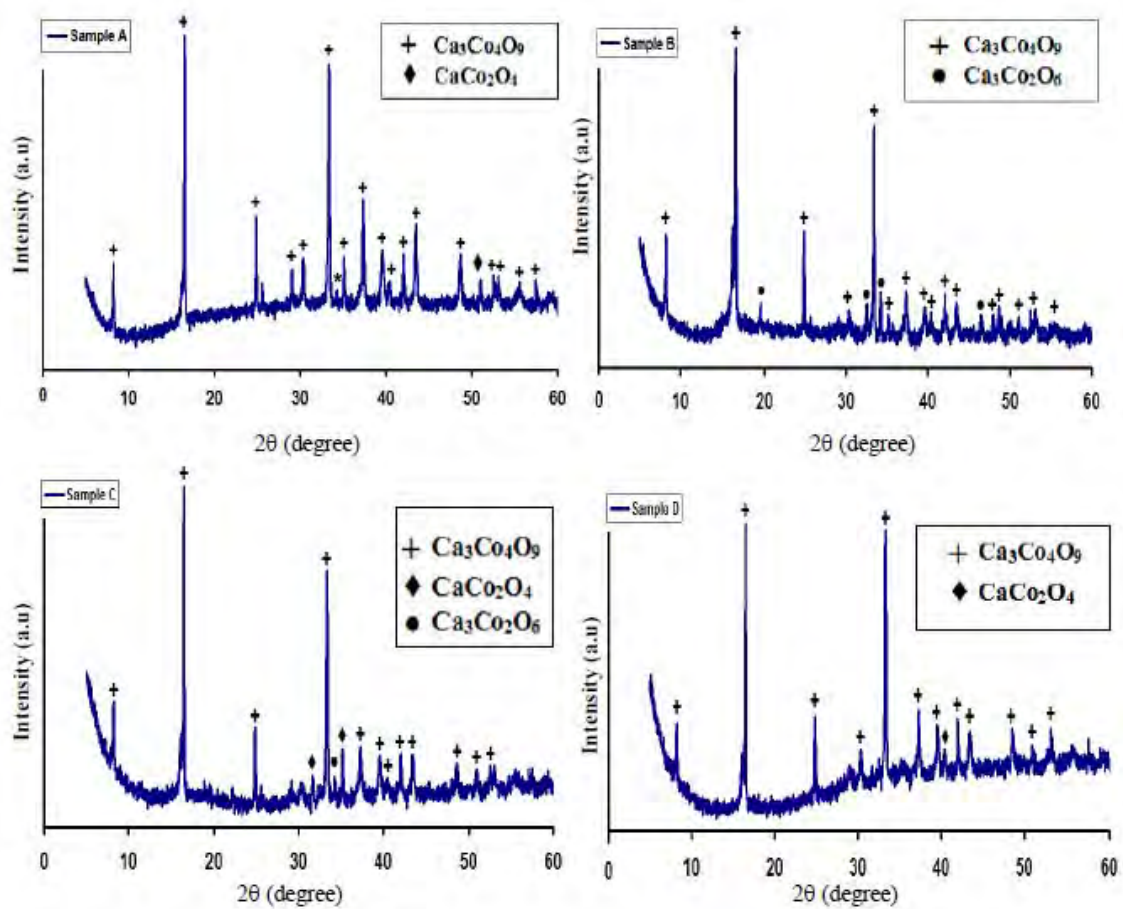 Sample A
+ Ca₃Co₄O₉
♦ CaCo₂O₄
Intensity (a.u)
0 10 20 30 40 50 60
2θ (degree)
Sample B
+ Ca₃Co₄O₉
● Ca₃Co₂O₆
Intensity (a.u)
0 10 20 30 40 50 60
2θ (degree)
Sample C
+ Ca₃Co₄O₉
♦ CaCo₂O₄
● Ca₃Co₂O₆
Intensity (a.u)
0 10 20 30 40 50 60
2θ (degree)
Sample D
+ Ca₃Co₄O₉
♦ CaCo₂O₄
Intensity (a.u)
0 10 20 30 40 50 60
2θ (degree)